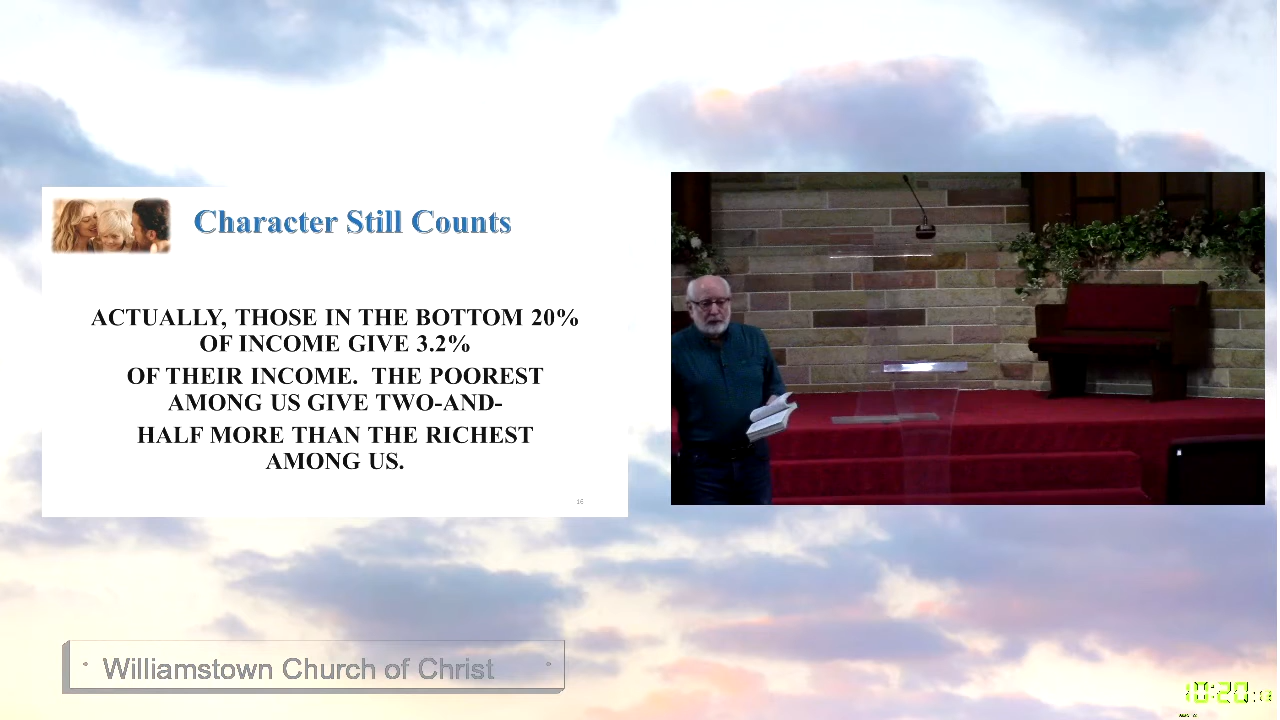 Character Still Counts
ACTUALLY, THOSE IN THE BOTTOM 20%
OF INCOME GIVE 3.2%
OF THEIR INCOME. THE POOREST
AMONG US GIVE TWO-AND-
HALF MORE THAN THE RICHEST
AMONG US.
16
Williamstown Church of Christ